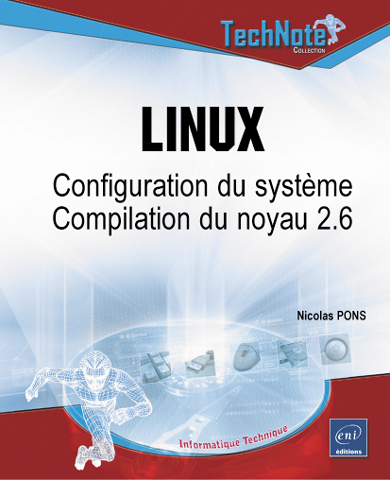 TechNote
COLLECTION
LINUX
Configuration du système
Compilation du noyau 2.6
Nicolas PONS
Informatique Technique
eni
éditions